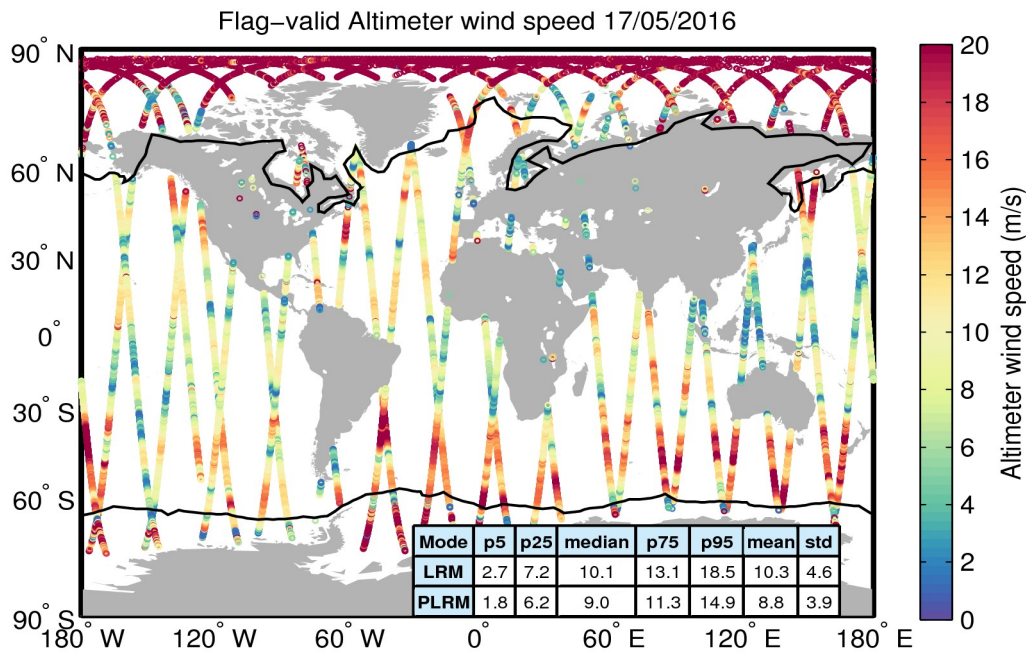 Flag-valid Altimeter wind speed 17/05/2016
90° N
60° N
30° N
0°
30° S
60° S
90° S
180° W
120° W
60° W
0°
60° E
120° E
180° E
Mode p5 p25 median p75 p95 mean std
LRM 2.7 7.2 10.1 13.1 18.5 10.3 4.6
PLRM 1.8 6.2 9.0 11.3 14.9 8.8 3.9
20
18
16
14
12
10
8
6
4
2
0
Altimeter wind speed (m/s)